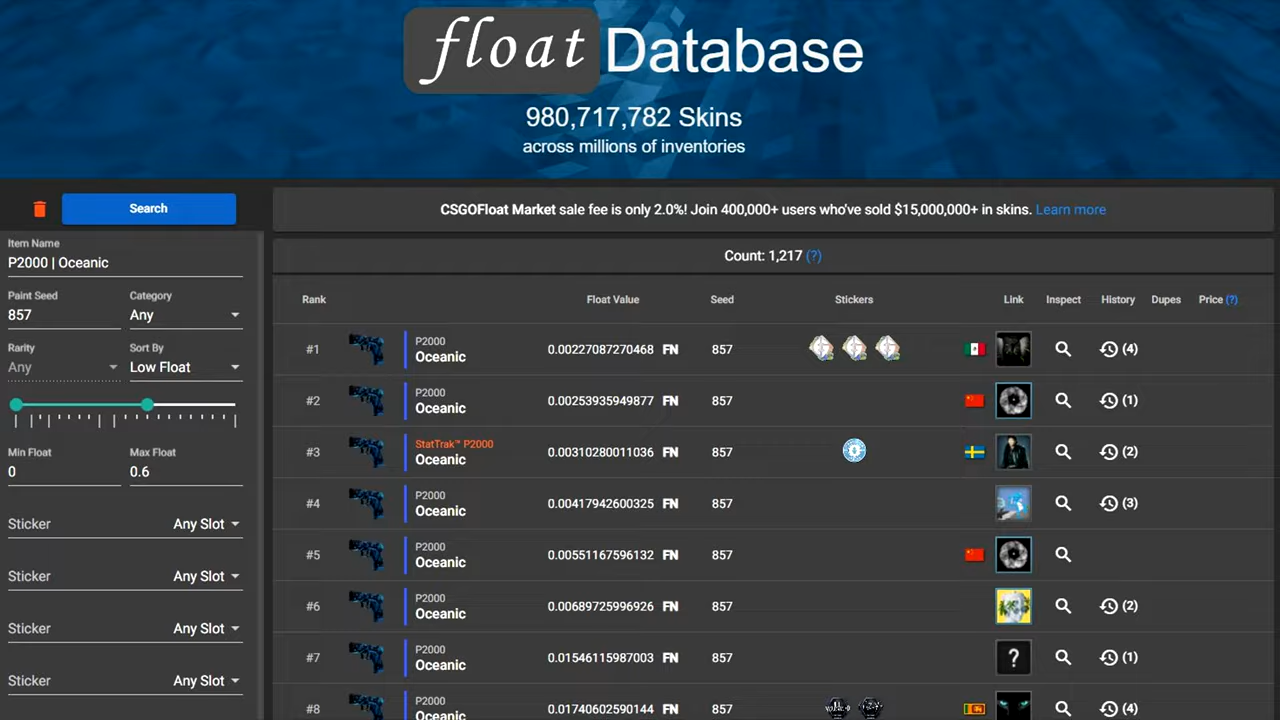 float Database
980,717,782 Skins
across millions of inventories
Search
CSGOFloat Market sale fee is only 2.0%! Join 400,000+ users who've sold $15,000,000+ in skins. Learn more
Item Name
P2000 | Oceanic
Paint Seed Category
857 Any
Rarity Sort By
Any Low Float
Min Float Max Float
0 0.6
Sticker Any Slot
Sticker Any Slot
Sticker Any Slot
Sticker Any Slot
Count: 1,217 (?)
Rank Float Value Seed Stickers Link Inspect History Dupes Price (?)
#1 P2000 Oceanic 0.00227087270468 FN 857 (4)
#2 P2000 Oceanic 0.00253935949877 FN 857 (1)
#3 StatTrak™ P2000 Oceanic 0.00310280011036 FN 857 (2)
#4 P2000 Oceanic 0.00417942600325 FN 857 (3)
#5 P2000 Oceanic 0.00551167596132 FN 857
#6 P2000 Oceanic 0.00689725996926 FN 857 (2)
#7 P2000 Oceanic 0.01546115987003 FN 857 ? (1)
#8 P2000 Oceanic 0.01740602590144 FN 857 (4)